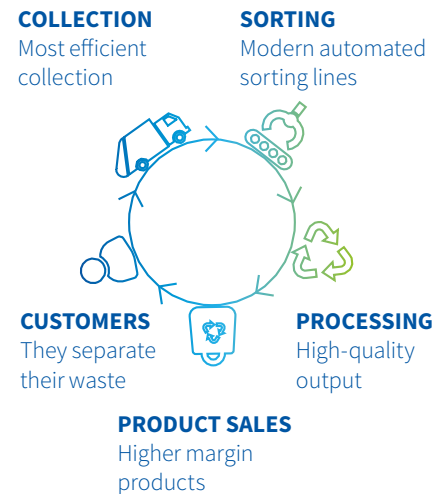 COLLECTION
Most efficient
collection
SORTING
Modern automated
sorting lines
CUSTOMERS
They separate
their waste
PROCESSING
High-quality
output
PRODUCT SALES
Higher margin
products